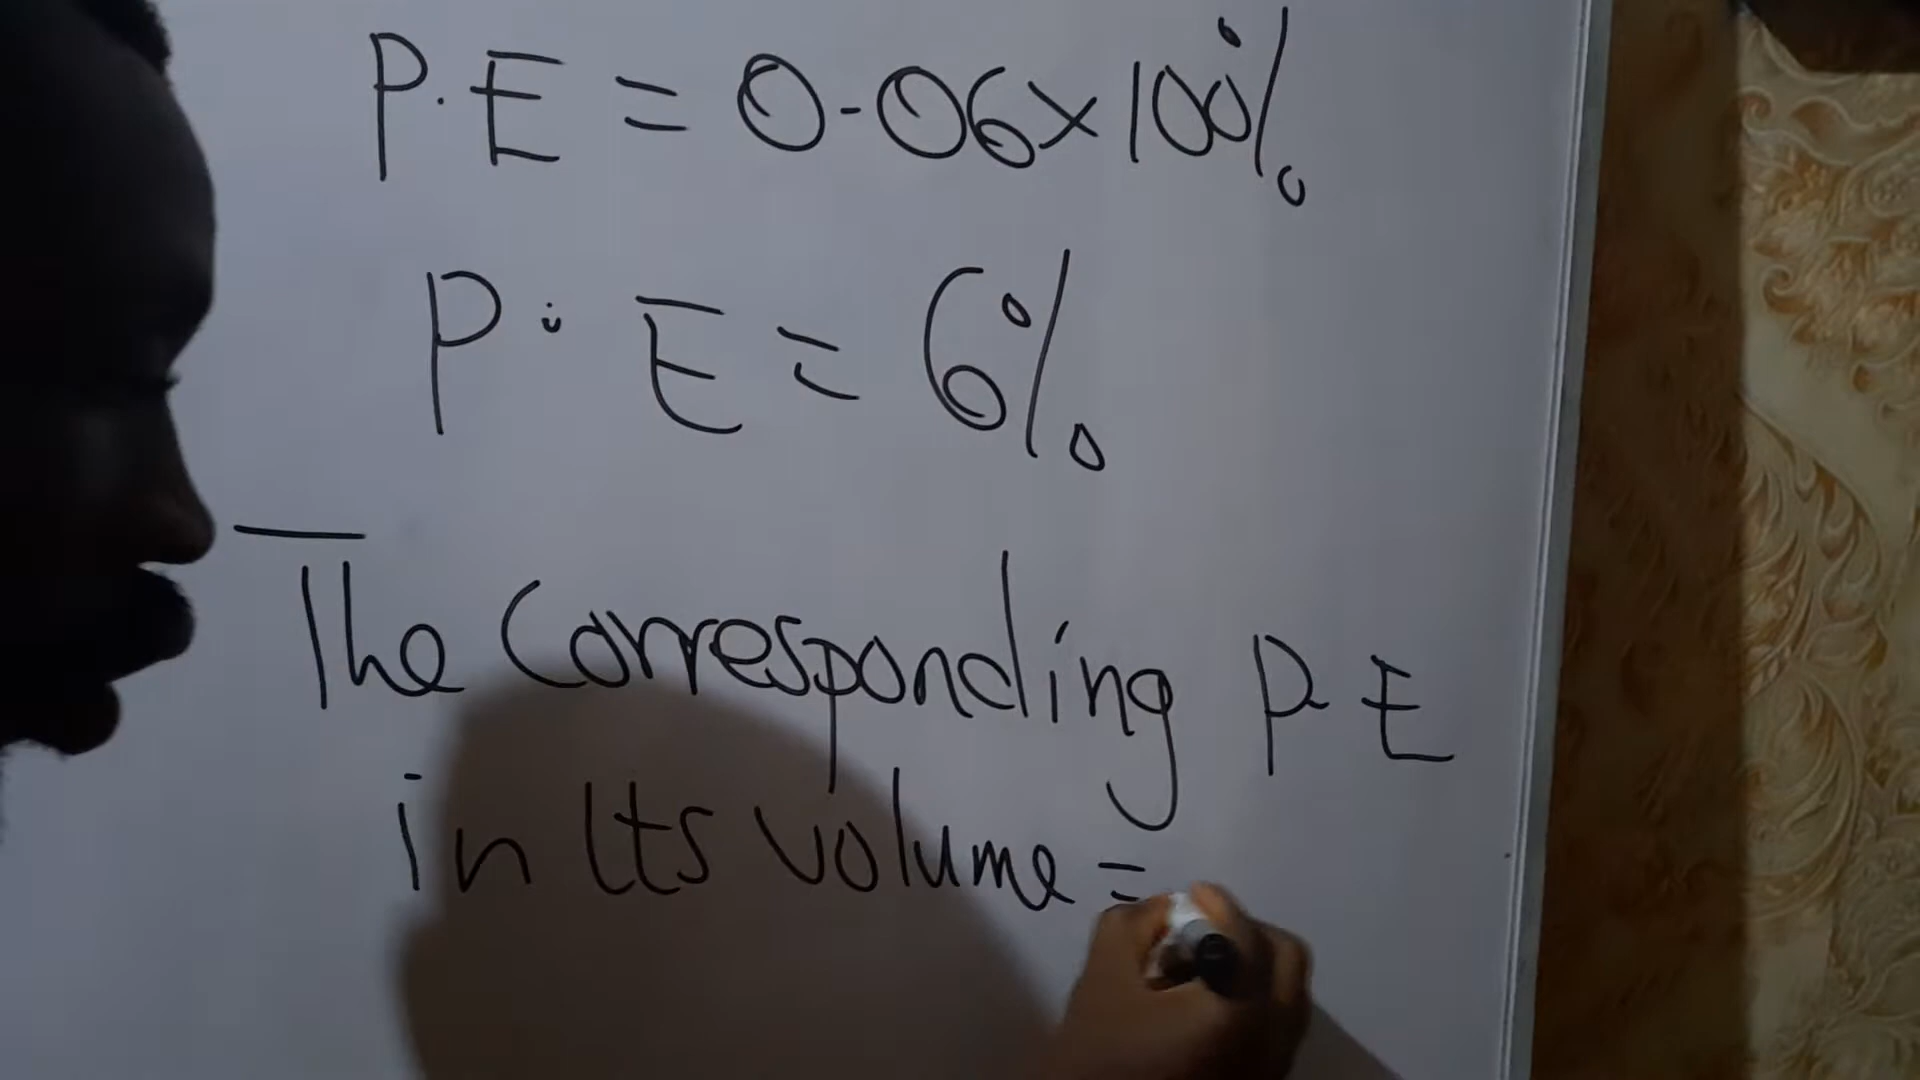 P.E = 0.06 x 100%
P. E = 6%
The Corresponding P.E
in Its volume =